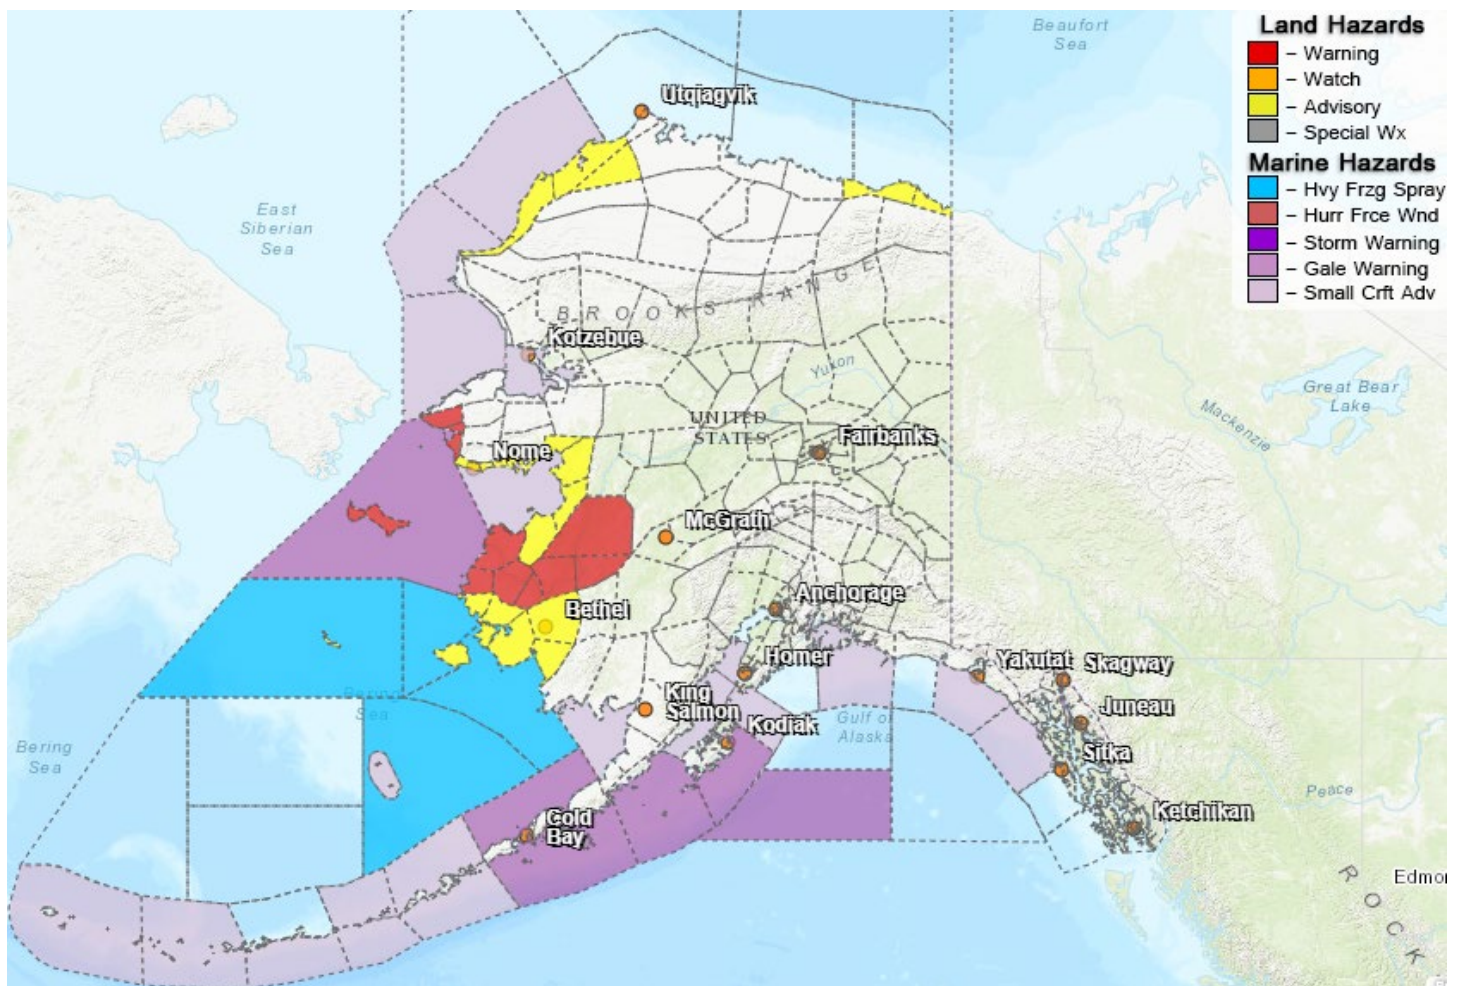 Land Hazards
– Warning
– Watch
– Advisory
– Special Wx
Marine Hazards
– Hvy Frzg Spray
– Hurr Frce Wnd
– Storm Warning
– Gale Warning
– Small Crft Adv
Beaufort
Sea
Utqiagvik
East
Siberian
Sea
BROOKS RANGE
Kotzebue
Yukon
UNITED
STATES
Great Bear
Lake
Mackenzie
Fairbanks
Nome
McGrath
Anchorage
Bethel
Homer
Yakutat
Skagway
King
Salmon
Bering
Sea
Kodiak
Gulf of
Alaska
Juneau
Sitka
Bering
Sea
Peace
Ketchikan
Cold
Bay
ROCK
Edmo